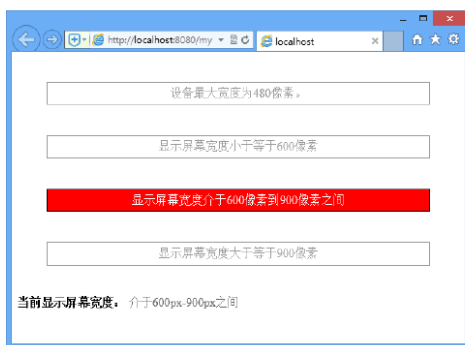 http://localhost:8080/my
localhost
设备最大宽度为480像素。
显示屏幕宽度小于等于600像素
显示屏幕宽度介于600像素到900像素之间
显示屏幕宽度大于等于900像素
当前显示屏幕宽度： 介于600px-900px之间